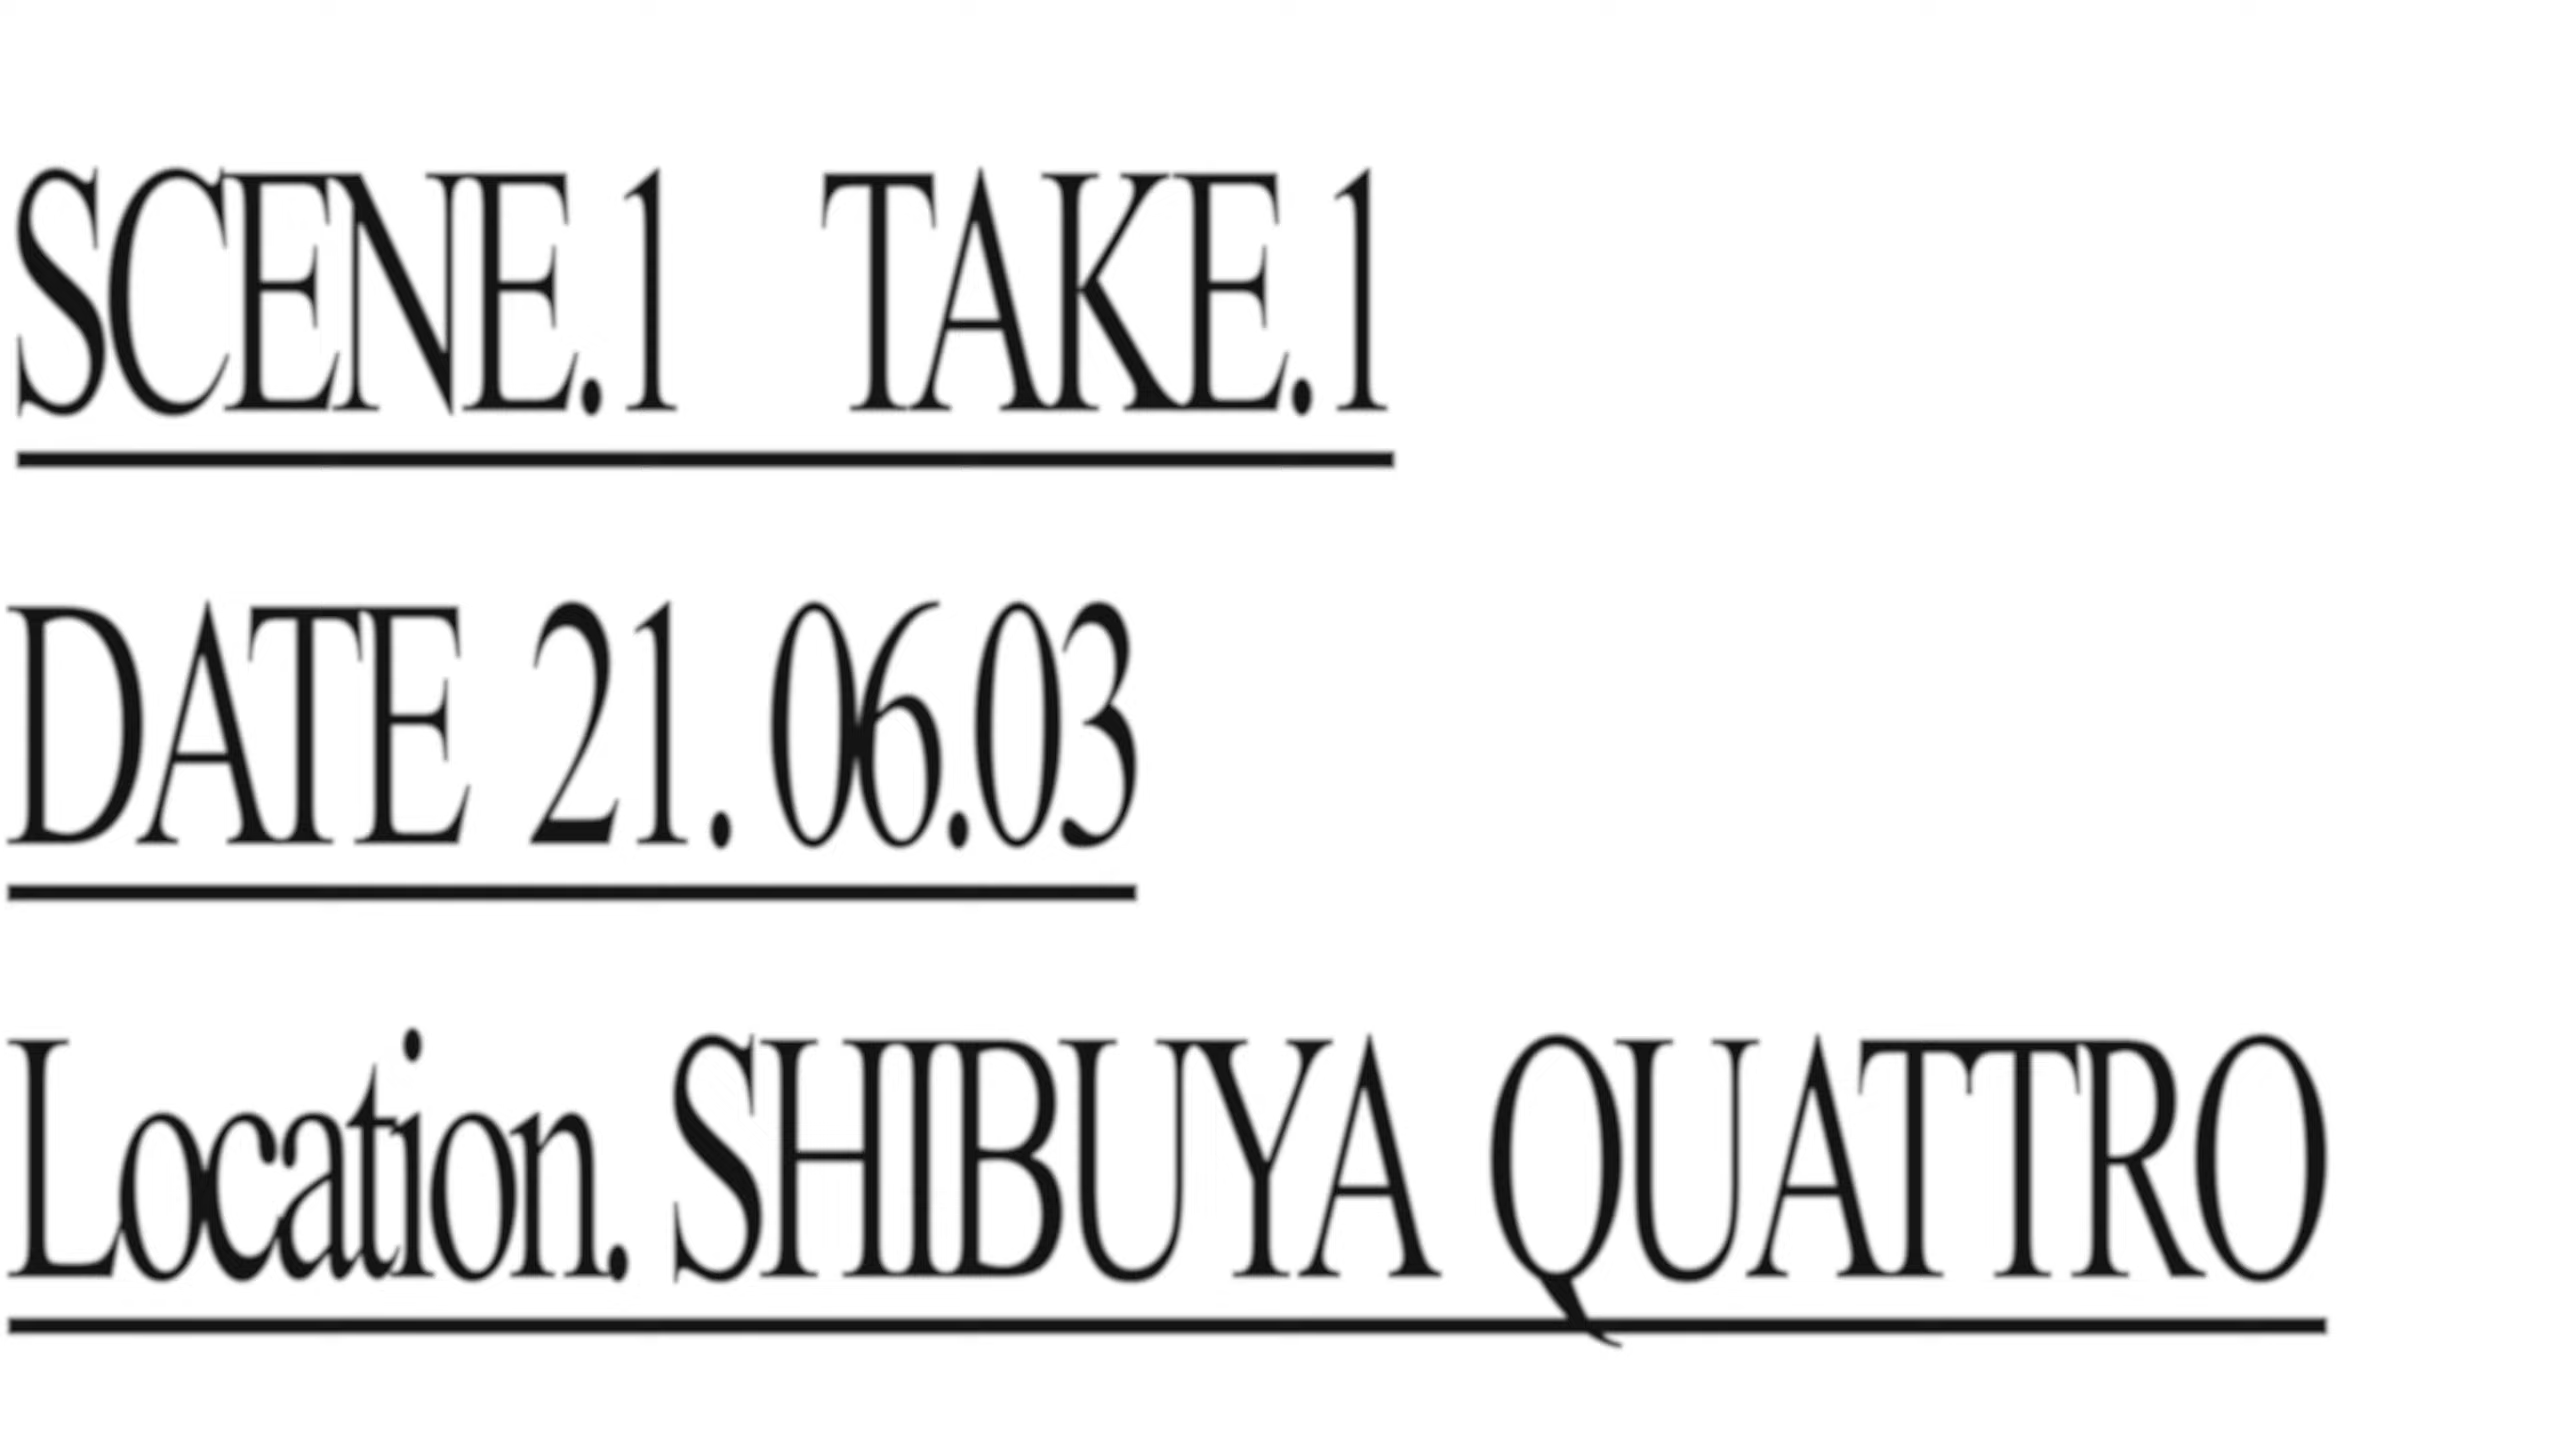 SCENE.1 TAKE.1
DATE 21. 06.03
Location. SHIBUYA QUATTRO